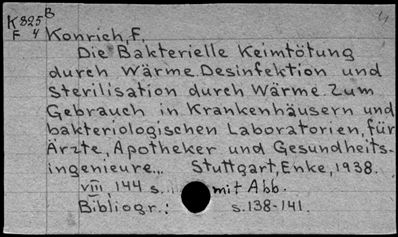 K825B
F 4 Konrich, F.
Die Bakterielle Keimtötung
durch Wärme. Desinfektion und
Sterilisation durch Wärme. Zum
Gebrauch in Krankenhäusern und
bakteriologischen Laboratorien, für
Ärzte, Apotheker und Gesundheits-
ingenieure... Stuttgart, Enke, 1938.
VIII, 144 s. mit Abb.
Bibliogr.: s.138-141.